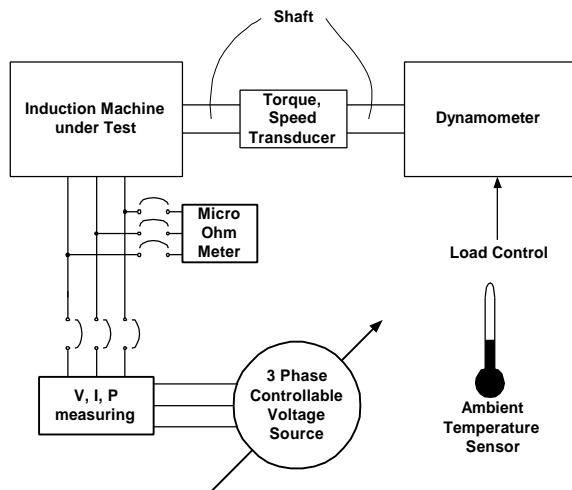 Shaft
Induction Machine
under Test
Torque,
Speed
Transducer
Dynamometer
Micro
Ohm
Meter
Load Control
V, I, P
measuring
3 Phase
Controllable
Voltage
Source
Ambient
Temperature
Sensor